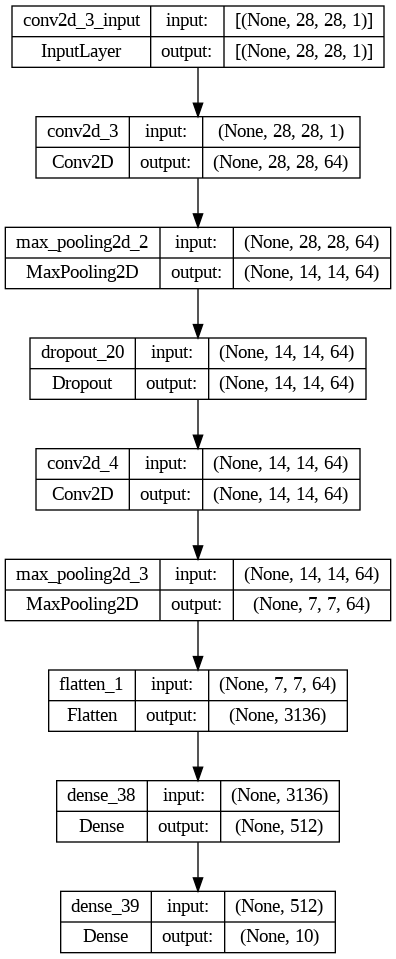 conv2d_3_input input: [(None, 28, 28, 1)]
InputLayer output: [(None, 28, 28, 1)]
conv2d_3 input: (None, 28, 28, 1)
Conv2D output: (None, 28, 28, 64)
max_pooling2d_2 input: (None, 28, 28, 64)
MaxPooling2D output: (None, 14, 14, 64)
dropout_20 input: (None, 14, 14, 64)
Dropout output: (None, 14, 14, 64)
conv2d_4 input: (None, 14, 14, 64)
Conv2D output: (None, 14, 14, 64)
max_pooling2d_3 input: (None, 14, 14, 64)
MaxPooling2D output: (None, 7, 7, 64)
flatten_1 input: (None, 7, 7, 64)
Flatten output: (None, 3136)
dense_38 input: (None, 3136)
Dense output: (None, 512)
dense_39 input: (None, 512)
Dense output: (None, 10)